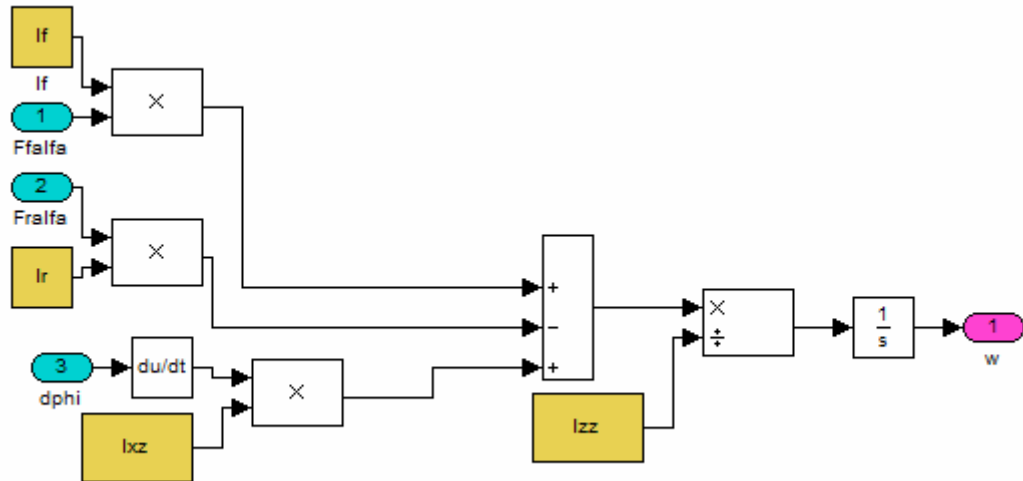 lf
lf
×
1
Ffalfa
2
Fralfa
×
lr
+
−
+
×
÷
1
s
1
w
3
dphi
du/dt
×
Ixz
Izz